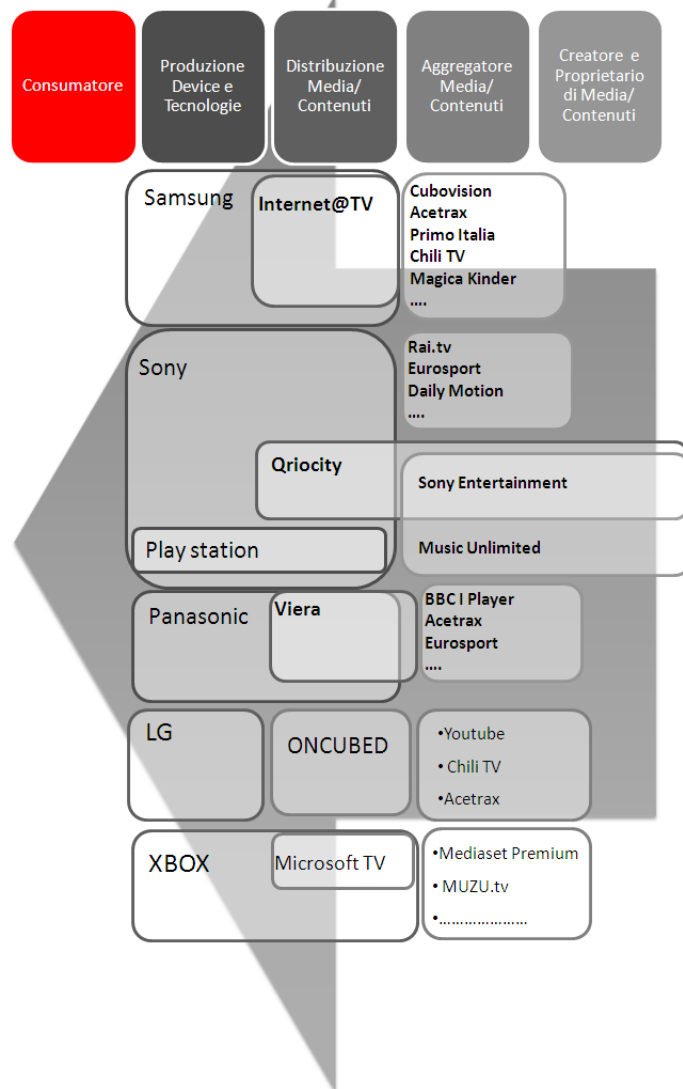 Consumatore
Produzione
Device e
Tecnologie
Distribuzione
Media/
Contenuti
Aggregatore
Media/
Contenuti
Creatore e
Proprietario
di Media/
Contenuti
Samsung
Internet@TV
Cubovision
Acetrax
Primo Italia
Chili TV
Magica Kinder
....
Sony
Rai.tv
Eurosport
Daily Motion
....
Qriocity
Sony Entertainment
Play station
Music Unlimited
Panasonic
Viera
BBC I Player
Acetrax
Eurosport
....
LG
ONCUBED
•Youtube
• Chili TV
•Acetrax
XBOX
Microsoft TV
•Mediaset Premium
• MUZU.tv
•…………………